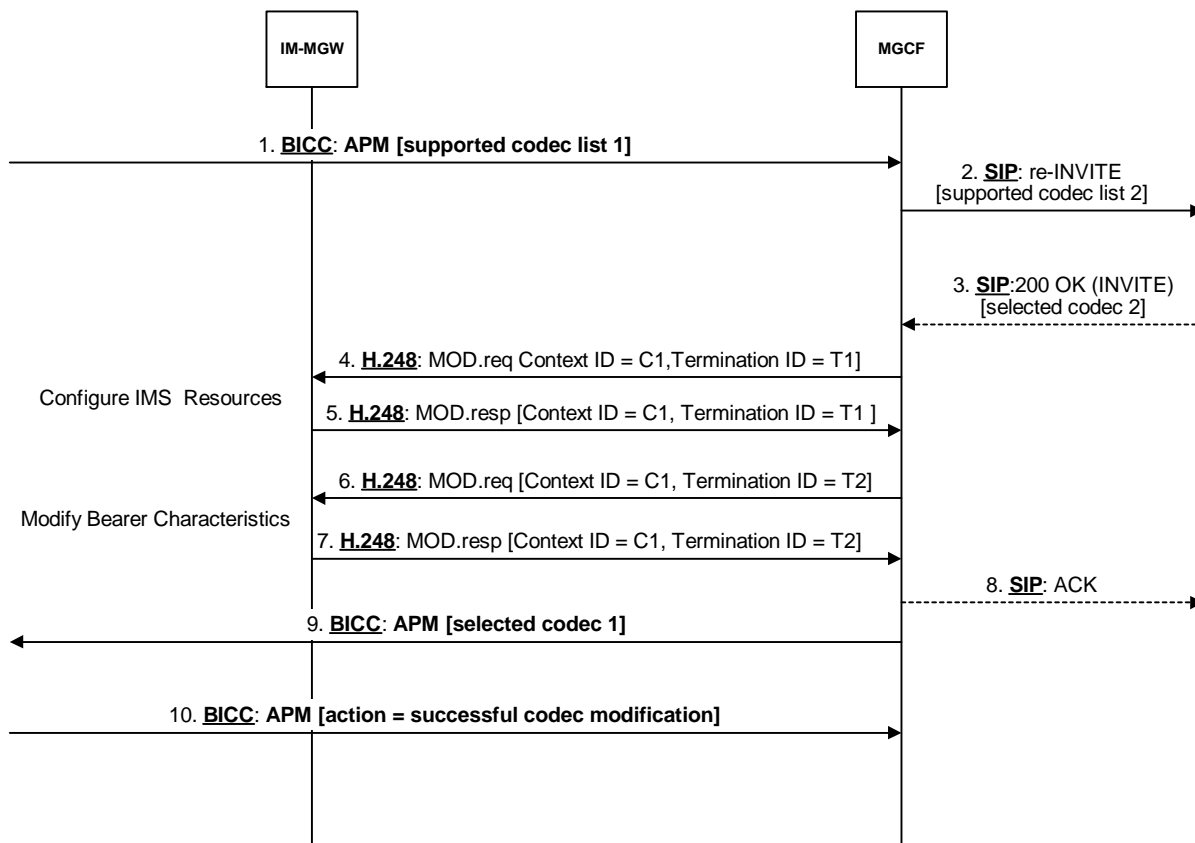 IM-MGW
MGCF
1. BICC: APM [supported codec list 1]
2. SIP: re-INVITE
[supported codec list 2]
3. SIP:200 OK (INVITE)
[selected codec 2]
4. H.248: MOD.req Context ID = C1,Termination ID = T1]
Configure IMS  Resources
5. H.248: MOD.resp [Context ID = C1, Termination ID = T1 ]
6. H.248: MOD.req [Context ID = C1, Termination ID = T2]
Modify Bearer Characteristics
7. H.248: MOD.resp [Context ID = C1, Termination ID = T2]
8. SIP: ACK
9. BICC: APM [selected codec 1]
10. BICC: APM [action = successful codec modification]